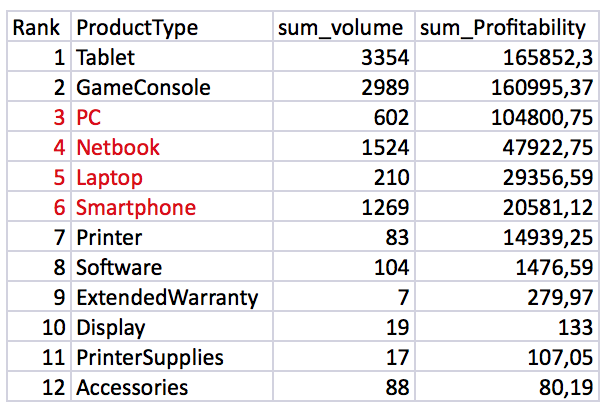 Rank ProductType sum_volume sum_Profitability
1 Tablet 3354 165852,3
2 GameConsole 2989 160995,37
3 PC 602 104800,75
4 Netbook 1524 47922,75
5 Laptop 210 29356,59
6 Smartphone 1269 20581,12
7 Printer 83 14939,25
8 Software 104 1476,59
9 ExtendedWarranty 7 279,97
10 Display 19 133
11 PrinterSupplies 17 107,05
12 Accessories 88 80,19